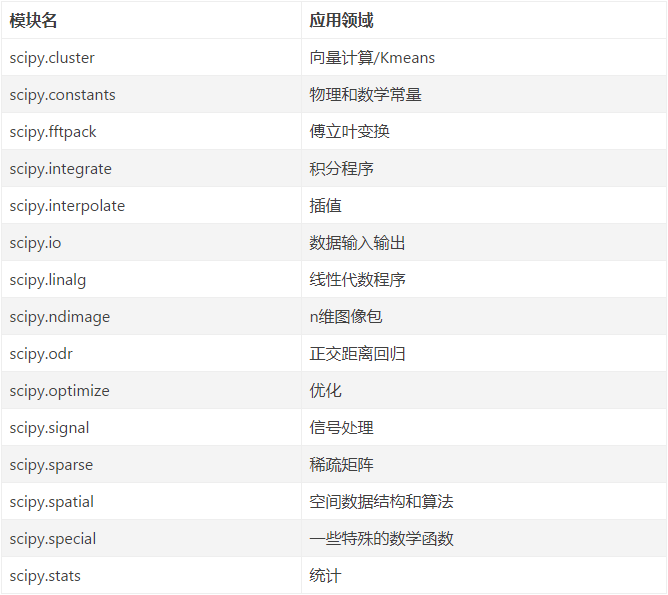 模块名 应用领域
scipy.cluster 向量计算/Kmeans
scipy.constants 物理和数学常量
scipy.fftpack 傅立叶变换
scipy.integrate 积分程序
scipy.interpolate 插值
scipy.io 数据输入输出
scipy.linalg 线性代数程序
scipy.ndimage n维图像包
scipy.odr 正交距离回归
scipy.optimize 优化
scipy.signal 信号处理
scipy.sparse 稀疏矩阵
scipy.spatial 空间数据结构和算法
scipy.special 一些特殊的数学函数
scipy.stats 统计